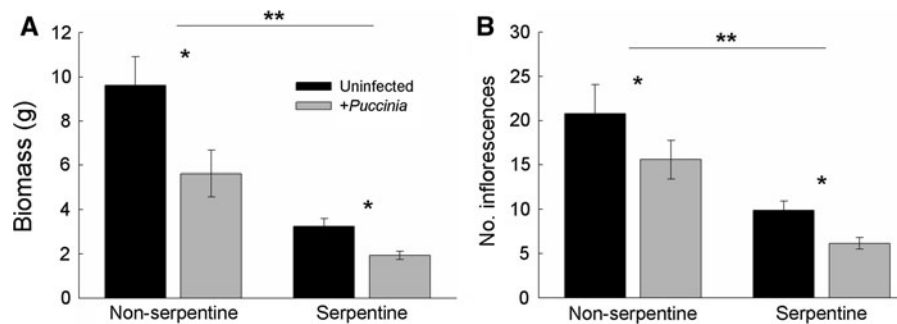 A
Biomass (g)
12
10
8
6
4
2
0
**
*
*
Uninfected
+Puccinia
Non-serpentine
Serpentine
B
No. inflorescences
30
25
20
15
10
5
0
**
*
*
Non-serpentine
Serpentine